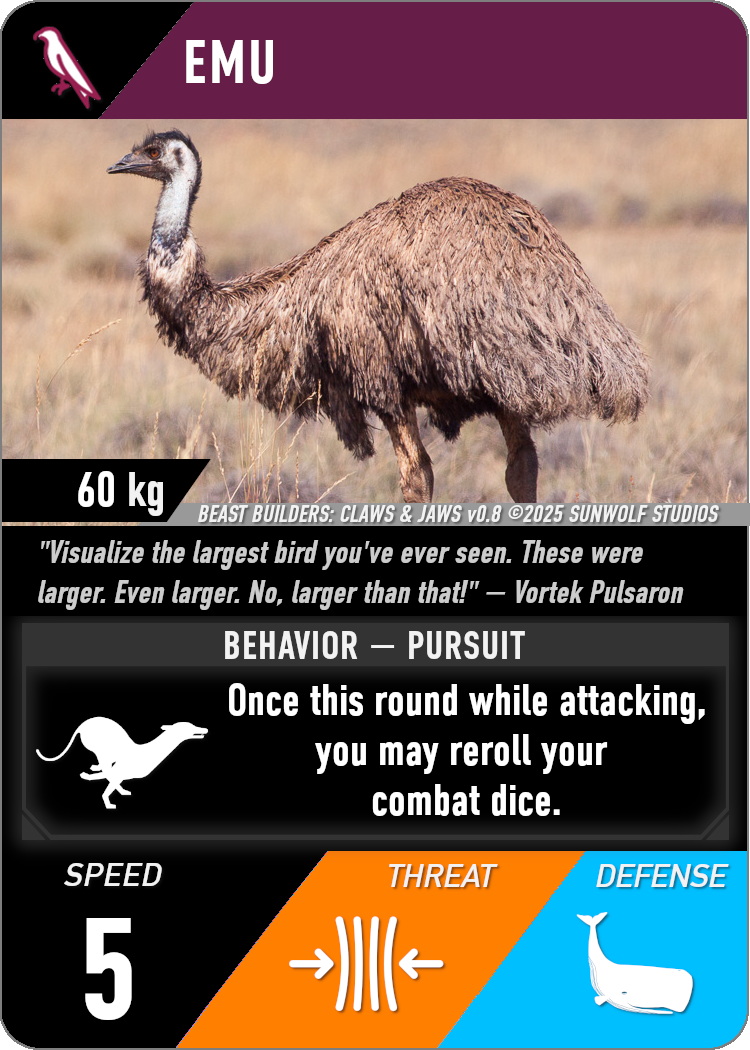 EMU
60 kg
BEAST BUILDERS: CLAWS & JAWS v0.8 ©2025 SUNWOLF STUDIOS
"Visualize the largest bird you've ever seen. These were
larger. Even larger. No, larger than that!" — Vortek Pulsaron
BEHAVIOR — PURSUIT
Once this round while attacking,
you may reroll your
combat dice.
SPEED
THREAT
DEFENSE
5